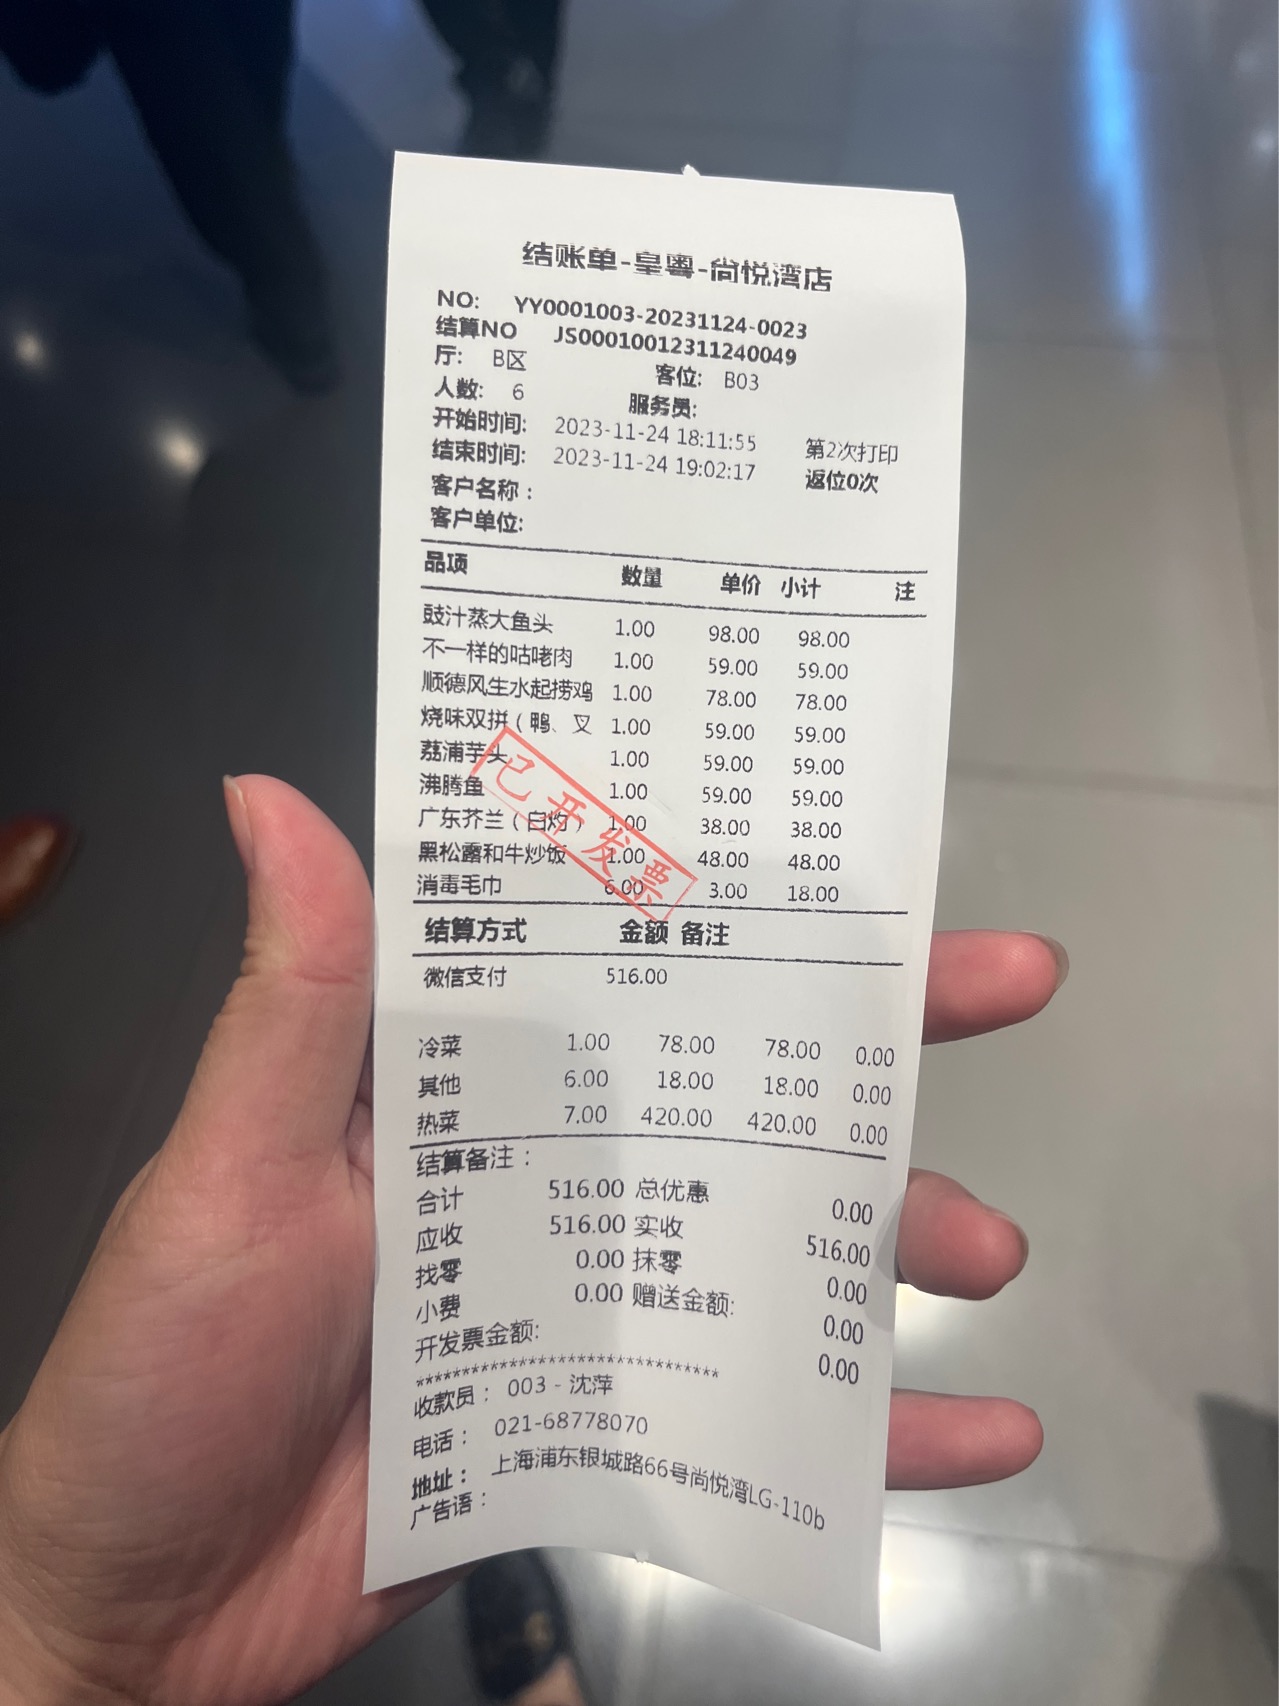 结账单-皇粤-尚悦湾店
NO: YY0001003-20231124-0023
结算NO JS00010012311240049
厅: B区 客位: B03
人数: 6 服务员:
开始时间: 2023-11-24 18:11:55 第2次打印
结束时间: 2023-11-24 19:02:17 返位0次
客户名称:
客户单位:
品项 数量 单价 小计 注
豉汁蒸大鱼头 1.00 98.00 98.00
不一样的咕咾肉 1.00 59.00 59.00
顺德风生水起捞鸡 1.00 78.00 78.00
烧味双拼(鸭、叉 1.00 59.00 59.00
荔浦芋头 1.00 59.00 59.00
沸腾鱼 1.00 59.00 59.00
广东芥兰(白灼) 1.00 38.00 38.00
黑松露和牛炒饭 1.00 48.00 48.00
消毒毛巾 6.00 3.00 18.00
已开发票
结算方式 金额 备注
微信支付 516.00
冷菜 1.00 78.00 78.00 0.00
其他 6.00 18.00 18.00 0.00
热菜 7.00 420.00 420.00 0.00
结算备注:
合计 516.00 总优惠 0.00
应收 516.00 实收 516.00
找零 0.00 抹零 0.00
小费 0.00 赠送金额: 0.00
开发票金额: 0.00
*********************************
收款员: 003 - 沈萍
电话: 021-68778070
地址: 上海浦东银城路66号尚悦湾LG-110b
广告语: